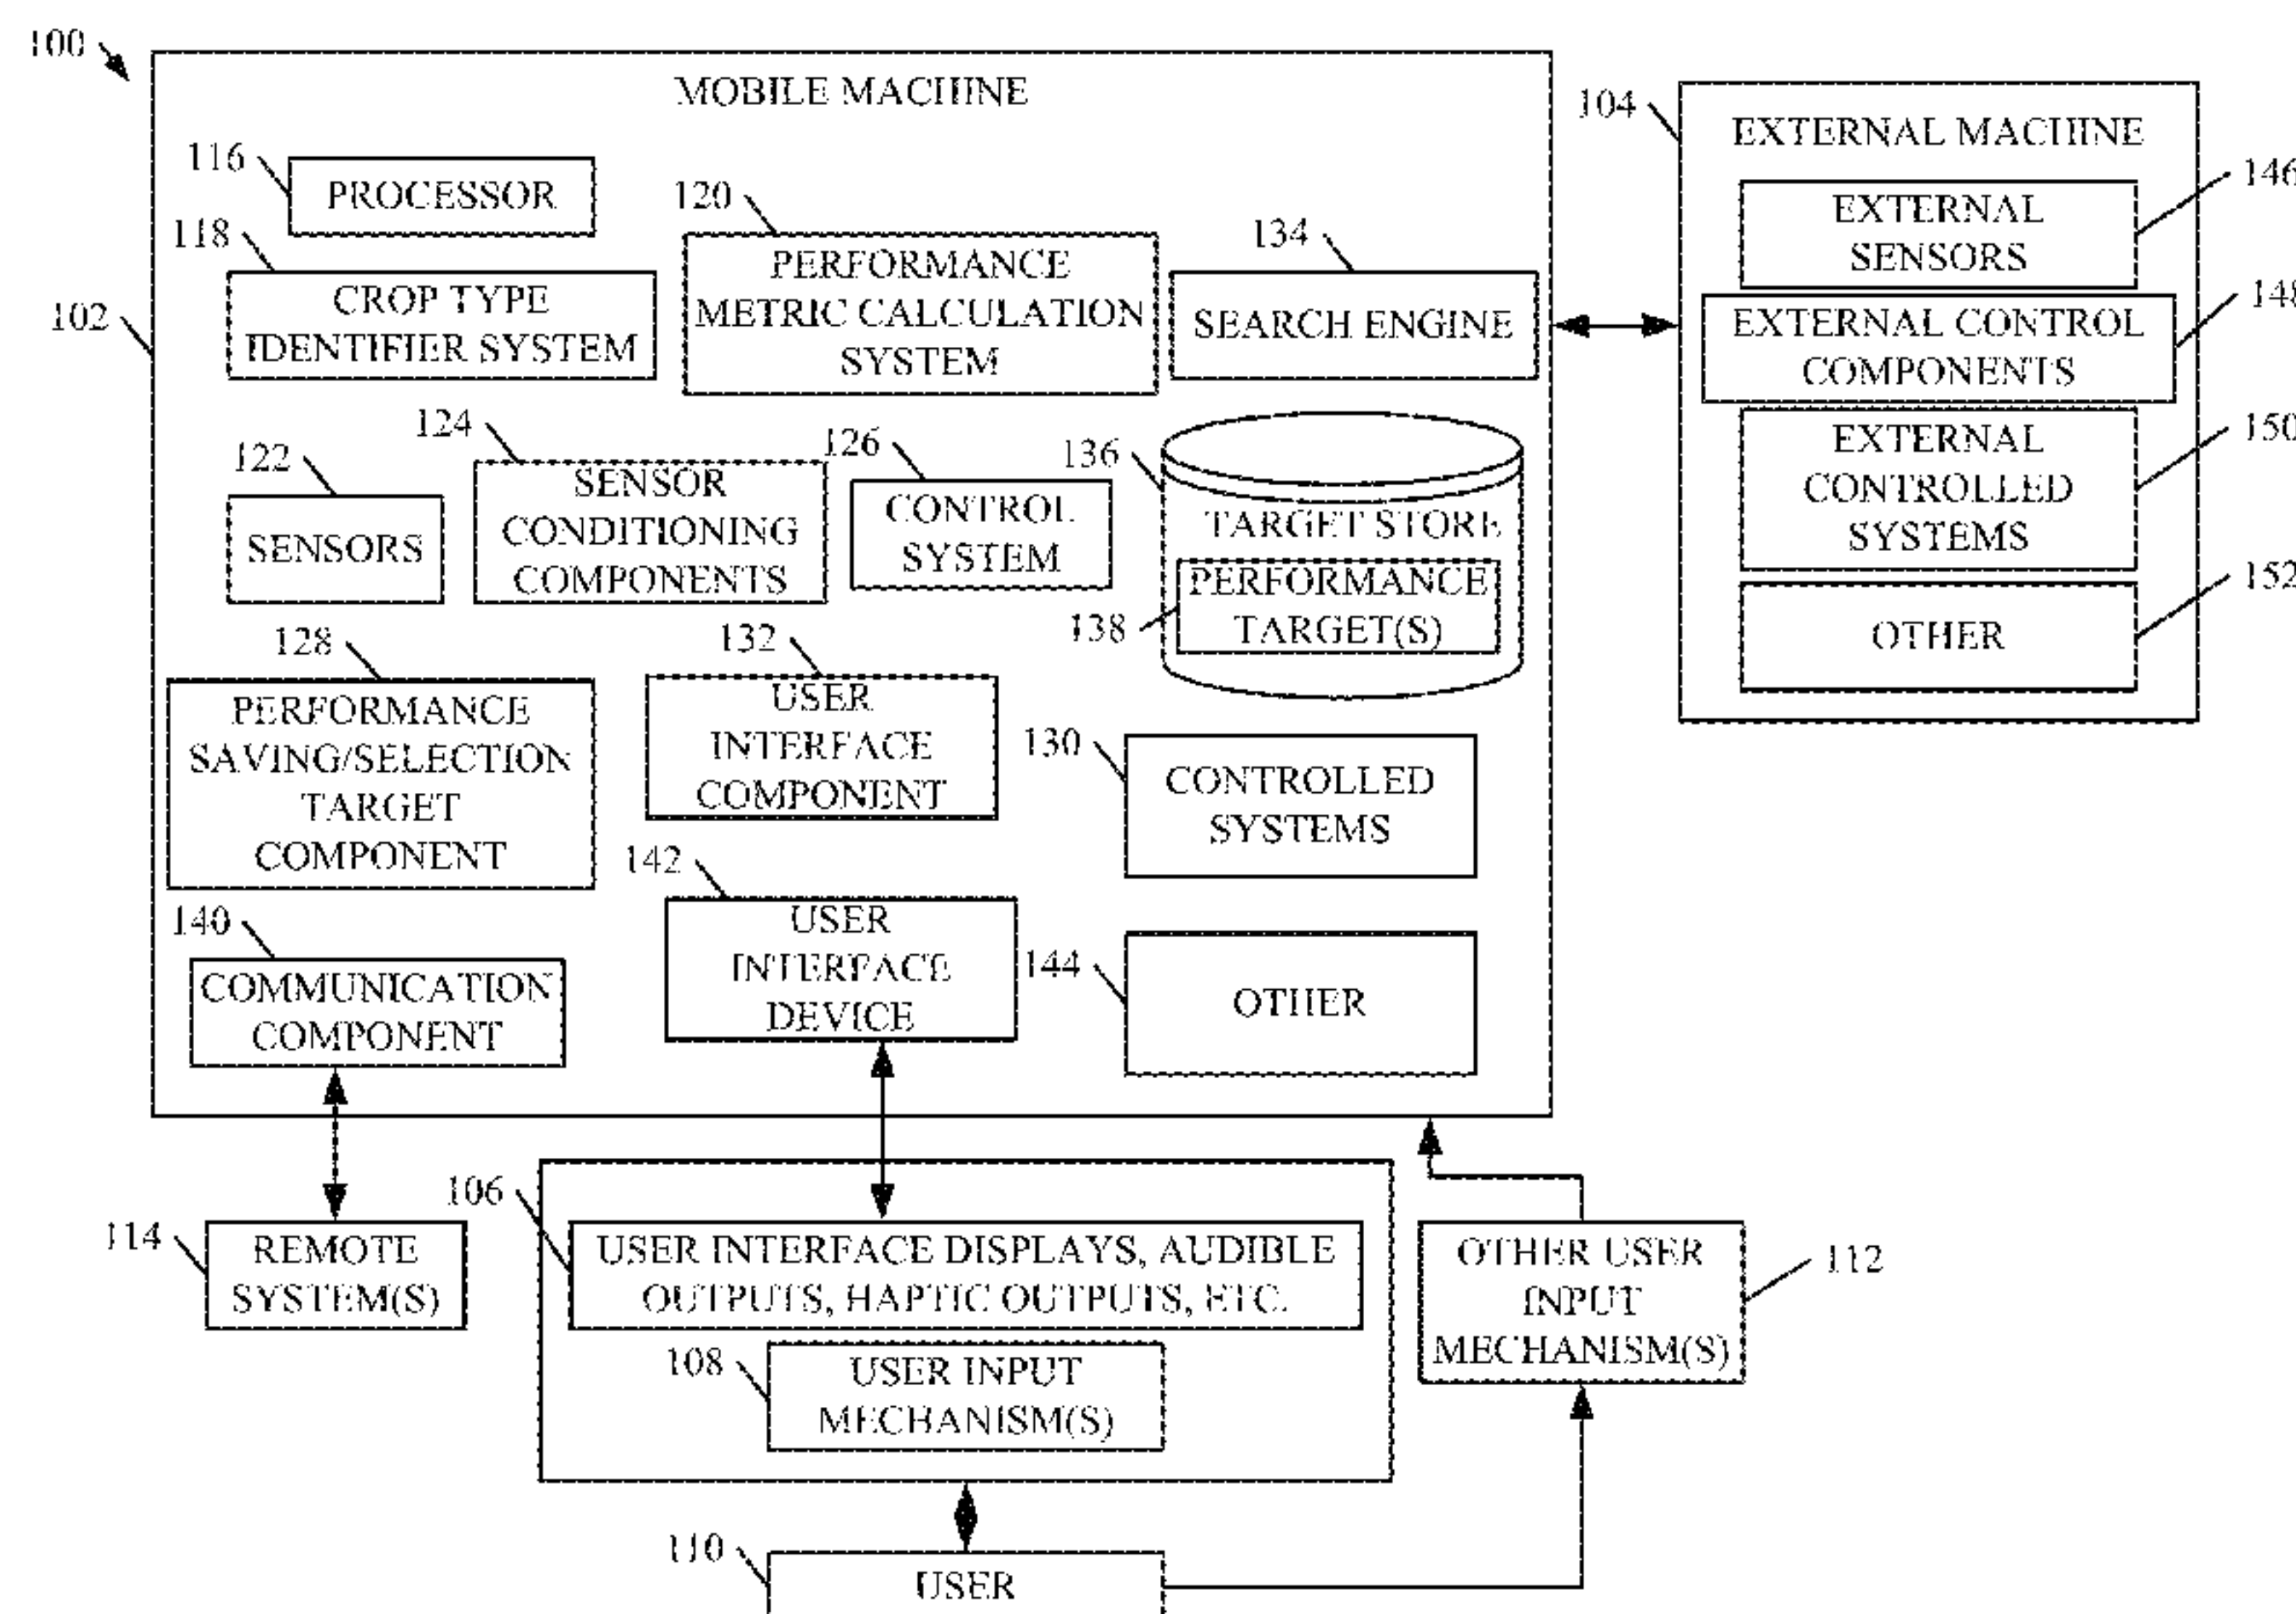 100
MOBILE MACHINE
116
PROCESSOR
118
CROP TYPE
IDENTIFIER SYSTEM
120
PERFORMANCE
METRIC CALCULATION
SYSTEM
134
SEARCH ENGINE
102
122
SENSORS
124
SENSOR
CONDITIONING
COMPONENTS
126
CONTROL
SYSTEM
136
TARGET STORE
138
PERFORMANCE
TARGET(S)
128
PERFORMANCE
SAVING/SELECTION
TARGET
COMPONENT
132
USER
INTERFACE
COMPONENT
130
CONTROLLED
SYSTEMS
140
COMMUNICATION
COMPONENT
142
USER
INTERFACE
DEVICE
144
OTHER
104
EXTERNAL MACHINE
EXTERNAL
SENSORS
146
EXTERNAL CONTROL
COMPONENTS
148
EXTERNAL
CONTROLLED
SYSTEMS
150
OTHER
152
114
REMOTE
SYSTEM(S)
106
USER INTERFACE DISPLAYS, AUDIBLE
OUTPUTS, HAPTIC OUTPUTS, ETC.
108
USER INPUT
MECHANISM(S)
OTHER USER
INPUT
MECHANISM(S)
112
110
USER